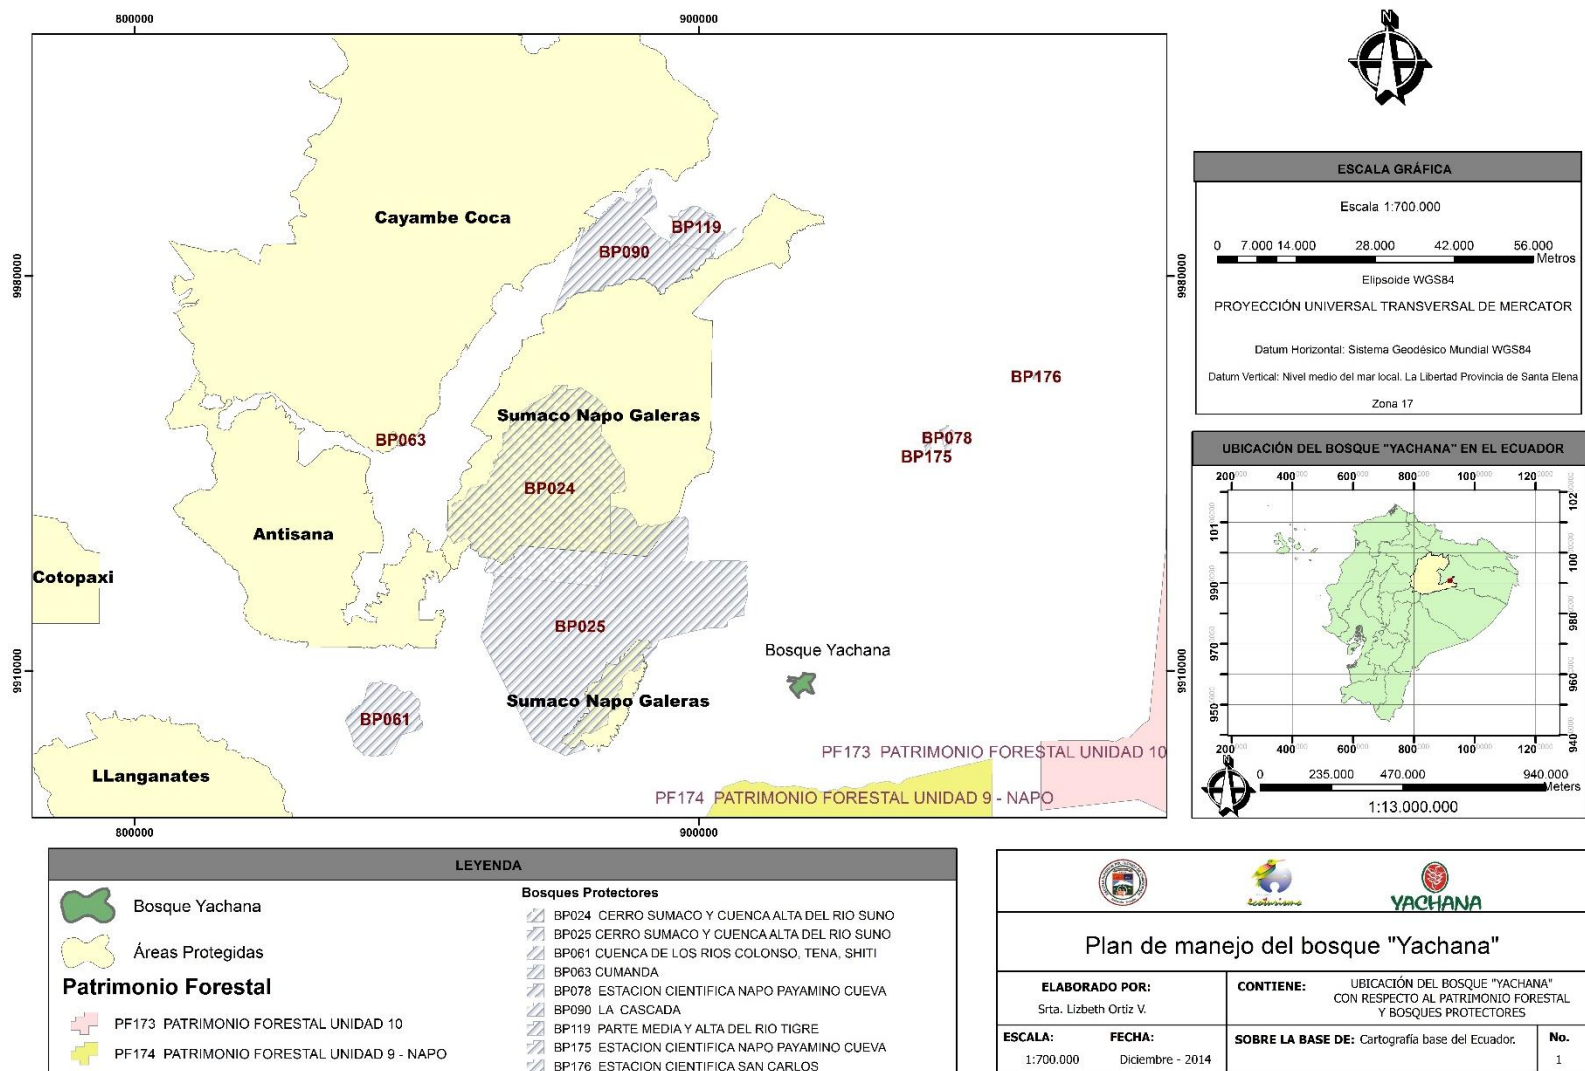 800000
900000
N
9980000
9980000
9910000
9910000
Cayambe Coca
BP119
BP090
BP176
Sumaco Napo Galeras
BP063
BP078
BP175
BP024
Antisana
Cotopaxi
BP025
Bosque Yachana
Sumaco Napo Galeras
BP061
PF173 PATRIMONIO FORESTAL UNIDAD 10
LLanganates
PF174 PATRIMONIO FORESTAL UNIDAD 9 - NAPO
800000
900000
ESCALA GRÁFICA
Escala 1:700.000
0 7.000 14.000 28.000 42.000 56.000
Metros
Elipsoide WGS84
PROYECCIÓN UNIVERSAL TRANSVERSAL DE MERCATOR
Datum Horizontal: Sistema Geodésico Mundial WGS84
Datum Vertical: Nivel medio del mar local. La Libertad Provincia de Santa Elena
Zona 17
UBICACIÓN DEL BOSQUE "YACHANA" EN EL ECUADOR
0 235.000 470.000 940.000
Meters
1:13.000.000
LEYENDA
Bosque Yachana
Áreas Protegidas
Patrimonio Forestal
PF173 PATRIMONIO FORESTAL UNIDAD 10
PF174 PATRIMONIO FORESTAL UNIDAD 9 - NAPO
Bosques Protectores
BP024 CERRO SUMACO Y CUENCA ALTA DEL RIO SUNO
BP025 CERRO SUMACO Y CUENCA ALTA DEL RIO SUNO
BP061 CUENCA DE LOS RIOS COLONSO, TENA, SHITI
BP063 CUMANDA
BP078 ESTACION CIENTIFICA NAPO PAYAMINO CUEVA
BP090 LA CASCADA
BP119 PARTE MEDIA Y ALTA DEL RIO TIGRE
BP175 ESTACION CIENTIFICA NAPO PAYAMINO CUEVA
BP176 ESTACION CIENTIFICA SAN CARLOS
ecoturismo
YACHANA
Plan de manejo del bosque "Yachana"
ELABORADO POR:
Srta. Lizbeth Ortiz V.
CONTIENE: UBICACIÓN DEL BOSQUE "YACHANA"
CON RESPECTO AL PATRIMONIO FORESTAL
Y BOSQUES PROTECTORES
ESCALA:
1:700.000
FECHA:
Diciembre - 2014
SOBRE LA BASE DE: Cartografía base del Ecuador.
No.
1